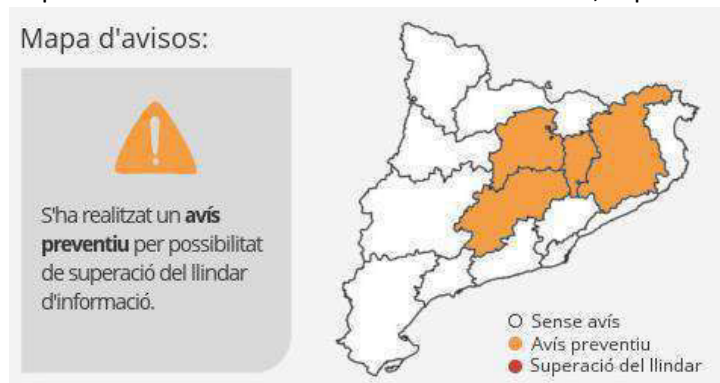 Mapa d'avisos:
S'ha realitzat un avís
preventiu per possibilitat
de superació del llindar
d'informació.
Sense avís
Avís preventiu
Superació del llindar